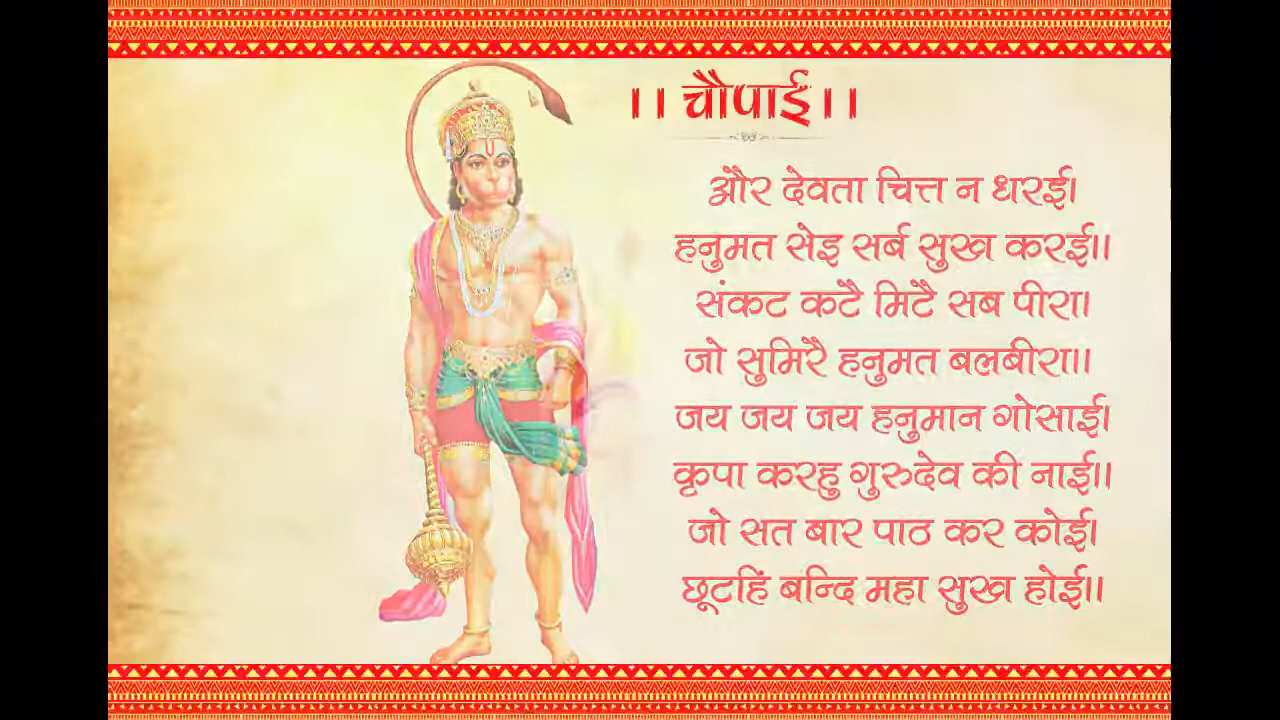 ।। चौपाई ।।
और देवता चित्त न धरई।
हनुमत सेइ सर्ब सुख करई।।
संकट कटै मिटै सब पीरा।
जो सुमिरै हनुमत बलबीरा।।
जय जय जय हनुमान गोसाई।
कृपा करहु गुरुदेव की नाई।।
जो सत बार पाठ कर कोई।
छूटहिं बन्दि महा सुख होई।।